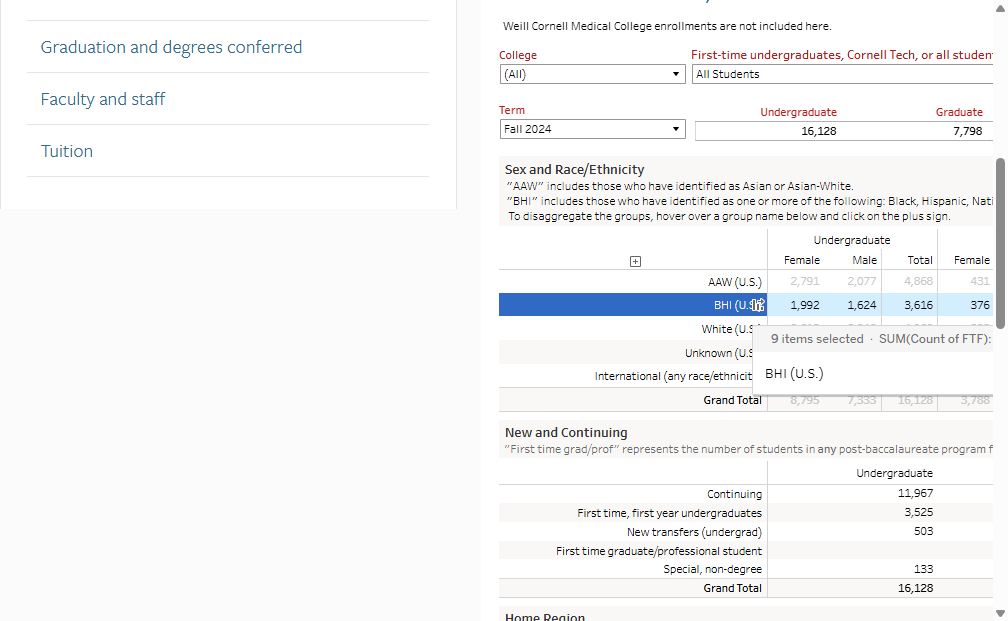 Graduation and degrees conferred
Faculty and staff
Tuition
Weill Cornell Medical College enrollments are not included here.
College
First-time undergraduates, Cornell Tech, or all studen
(All)
All Students
Term
Undergraduate
Graduate
Fall 2024
16,128
7,798
Sex and Race/Ethnicity
"AAW" includes those who have identified as Asian or Asian-White.
"BHI" includes those who have identified as one or more of the following: Black, Hispanic, Nati
To disaggregate the groups, hover over a group name below and click on the plus sign.
Undergraduate
Female Male Total Female
AAW (U.S.) 2,791 2,077 4,868 431
BHI (U.S. 1,992 1,624 3,616 376
White (U.S
Unknown (U.S
International (any race/ethnicit
9 items selected · SUM(Count of FTF):
BHI (U.S.)
Grand Total 8,795 7,333 16,128 3,788
New and Continuing
"First time grad/prof" represents the number of students in any post-baccalaureate program f
Undergraduate
Continuing 11,967
First time, first year undergraduates 3,525
New transfers (undergrad) 503
First time graduate/professional student
Special, non-degree 133
Grand Total 16,128
Home Region